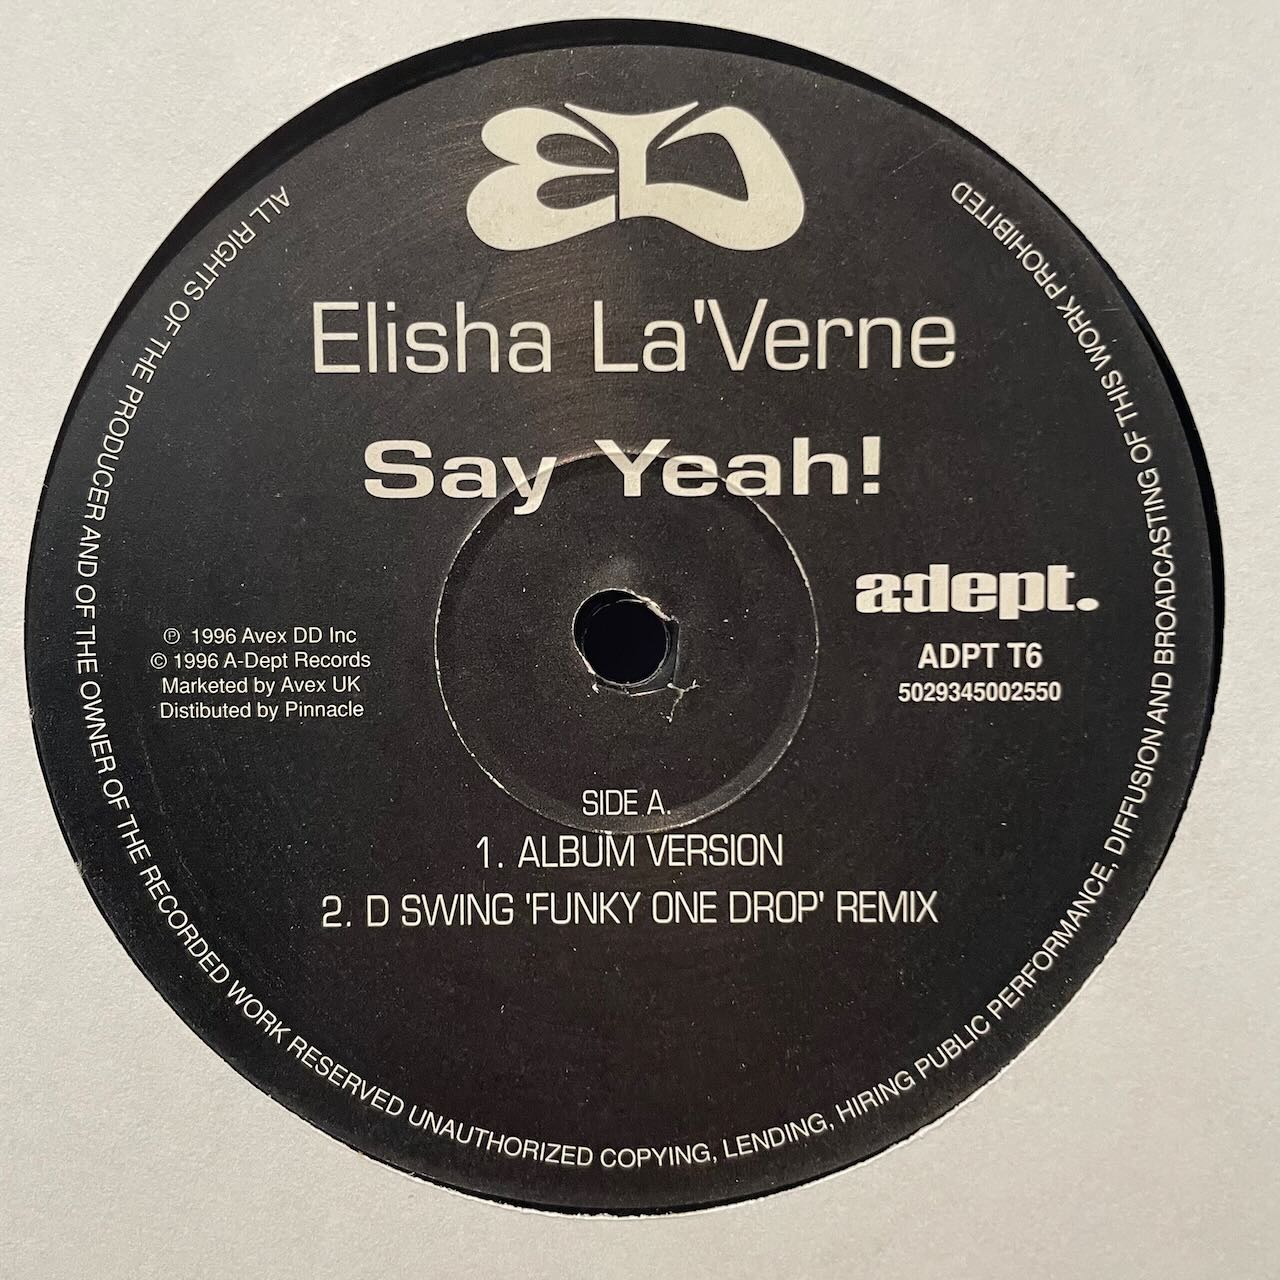 Elisha La'Verne
Say Yeah!
a:dept.
ADPT T6
5029345002550
℗ 1996 Avex DD Inc
© 1996 A-Dept Records
Marketed by Avex UK
Distibuted by Pinnacle
SIDE A.
1. ALBUM VERSION
2. D SWING 'FUNKY ONE DROP' REMIX
ALL RIGHTS OF THE PRODUCER AND OF THE OWNER OF THE RECORDED WORK RESERVED UNAUTHORIZED COPYING, LENDING, HIRING PUBLIC PERFORMANCE, DIFFUSION AND BROADCASTING OF THIS WORK PROHIBITED